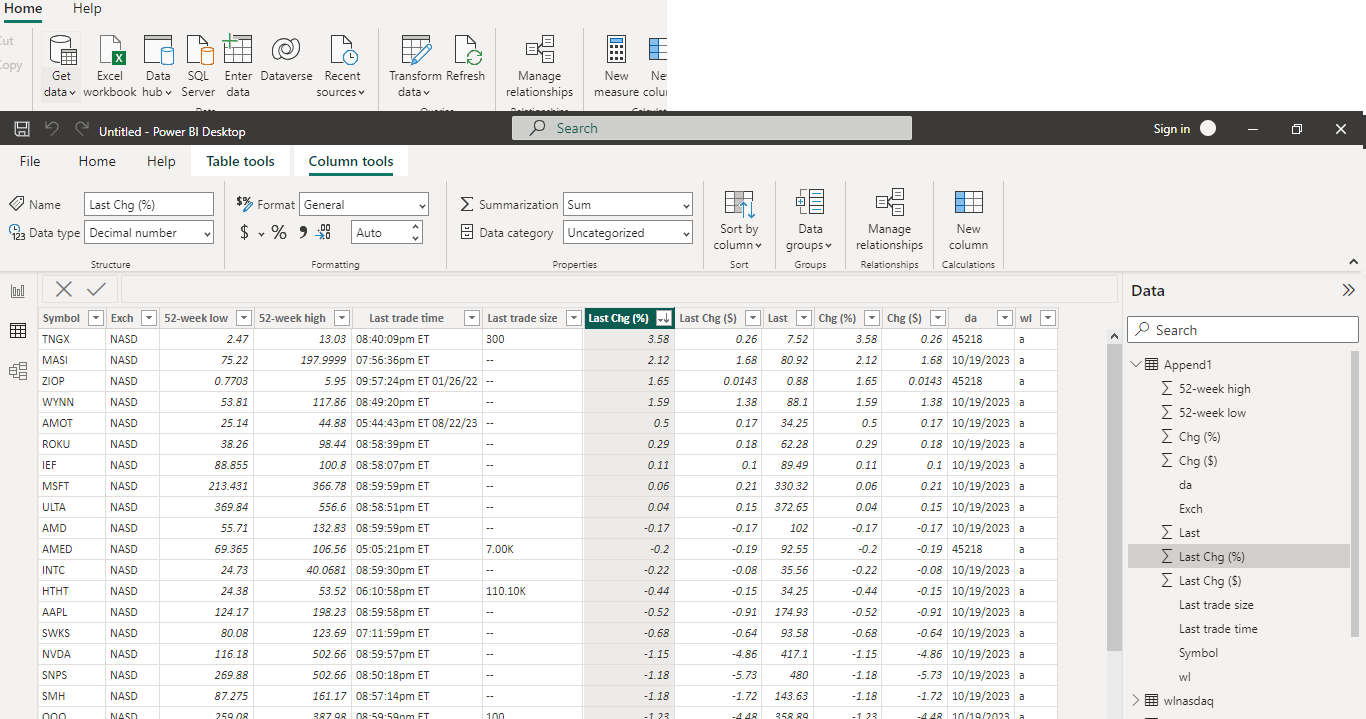 Home Help
Cut
Copy
Get data Excel workbook Data hub SQL Server Enter data Dataverse Recent sources Transform data Refresh Manage relationships New measure
Untitled - Power BI Desktop Search Sign in
File Home Help Table tools Column tools
Name Last Chg (%) $% Format General Summarization Sum
Data type Decimal number $ % Auto Data category Uncategorized
Sort by column Data groups Manage relationships New column
Structure Formatting Properties Sort Groups Relationships Calculations
Data
Search
Symbol Exch 52-week low 52-week high Last trade time Last trade size Last Chg (%) Last Chg ($) Last Chg (%) Chg ($) da wl
TNGX NASD 2.47 13.03 08:40:09pm ET 300 3.58 0.26 7.52 3.58 0.26 45218 a
MASI NASD 75.22 197.9999 07:56:36pm ET -- 2.12 1.68 80.92 2.12 1.68 10/19/2023 a
ZIOP NASD 0.7703 5.95 09:57:24pm ET 01/26/22 -- 1.65 0.0143 0.88 1.65 0.0143 45218 a
WYNN NASD 53.81 117.86 08:49:20pm ET -- 1.59 1.38 88.1 1.59 1.38 10/19/2023 a
AMOT NASD 25.14 44.88 05:44:43pm ET 08/22/23 -- 0.5 0.17 34.25 0.5 0.17 10/19/2023 a
ROKU NASD 38.26 98.44 08:58:39pm ET -- 0.29 0.18 62.28 0.29 0.18 10/19/2023 a
IEF NASD 88.855 100.8 08:58:07pm ET -- 0.11 0.1 89.49 0.11 0.1 10/19/2023 a
MSFT NASD 213.431 366.78 08:59:59pm ET -- 0.06 0.21 330.32 0.06 0.21 10/19/2023 a
ULTA NASD 369.84 556.6 08:58:51pm ET -- 0.04 0.15 372.65 0.04 0.15 10/19/2023 a
AMD NASD 55.71 132.83 08:59:59pm ET -- -0.17 -0.17 102 -0.17 -0.17 10/19/2023 a
AMED NASD 69.365 106.56 05:05:21pm ET 7.00K -0.2 -0.19 92.55 -0.2 -0.19 45218 a
INTC NASD 24.73 40.0681 08:59:30pm ET -- -0.22 -0.08 35.56 -0.22 -0.08 10/19/2023 a
HTHT NASD 24.38 53.52 06:10:58pm ET 110.10K -0.44 -0.15 34.25 -0.44 -0.15 10/19/2023 a
AAPL NASD 124.17 198.23 08:59:58pm ET -- -0.52 -0.91 174.93 -0.52 -0.91 10/19/2023 a
SWKS NASD 80.08 123.69 07:11:59pm ET -- -0.68 -0.64 93.58 -0.68 -0.64 10/19/2023 a
NVDA NASD 116.18 502.66 08:59:57pm ET -- -1.15 -4.86 417.1 -1.15 -4.86 10/19/2023 a
SNPS NASD 269.88 502.66 08:50:18pm ET -- -1.18 -5.73 480 -1.18 -5.73 10/19/2023 a
SMH NASD 87.275 161.17 08:57:14pm ET -- -1.18 -1.72 143.63 -1.18 -1.72 10/19/2023 a
QQQ NASD 259.08 387.98 08:59:59pm ET 100 -1.23 -4.48 358.89 -1.23 -4.48 10/19/2023 a
Append1
52-week high
52-week low
Chg (%)
Chg ($)
da
Exch
Last
Last Chg (%)
Last Chg ($)
Last trade size
Last trade time
Symbol
wl
wlnasdaq